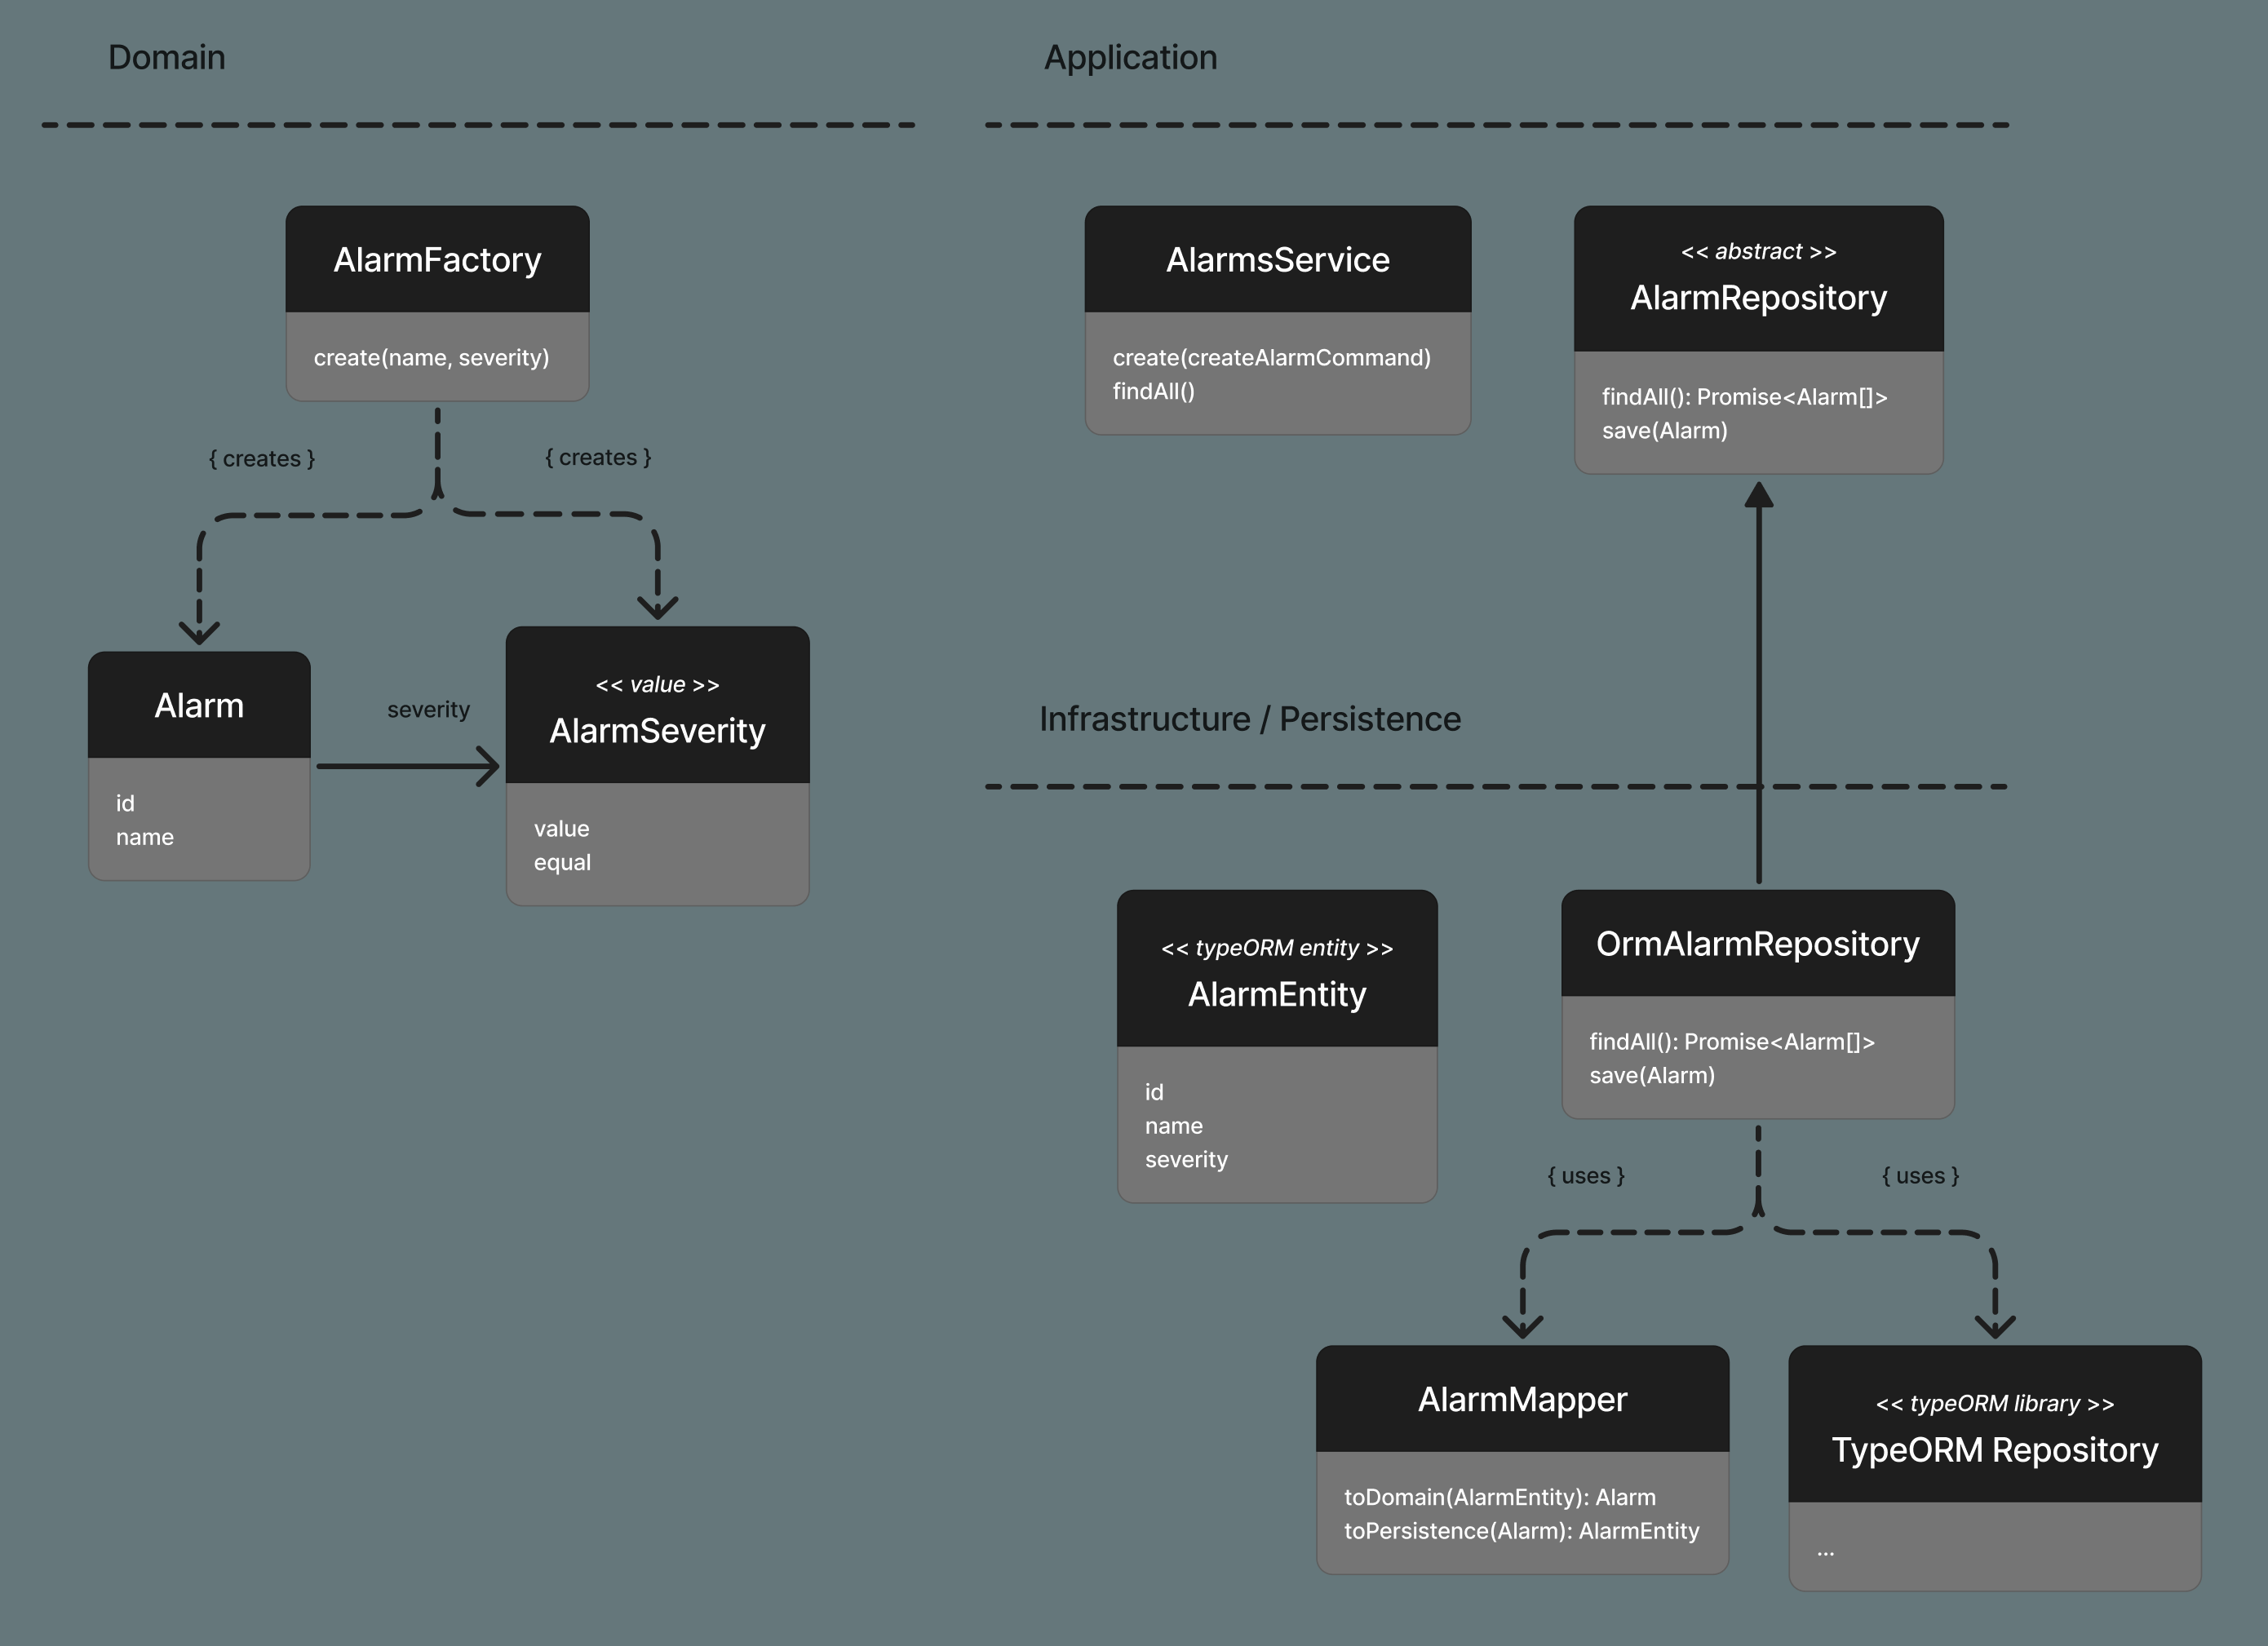 Domain
AlarmFactory
create(name, severity)
{ creates }
{ creates }
Alarm
id
name
severity
<< value >>
AlarmSeverity
value
equal
Application
AlarmsService
create(createAlarmCommand)
findAll()
<< abstract >>
AlarmRepository
findAll(): Promise<Alarm[]>
save(Alarm)
Infrastructure / Persistence
<< typeORM entity >>
AlarmEntity
id
name
severity
OrmAlarmRepository
findAll(): Promise<Alarm[]>
save(Alarm)
{ uses }
{ uses }
AlarmMapper
toDomain(AlarmEntity): Alarm
toPersistence(Alarm): AlarmEntity
<< typeORM library >>
TypeORM Repository
...